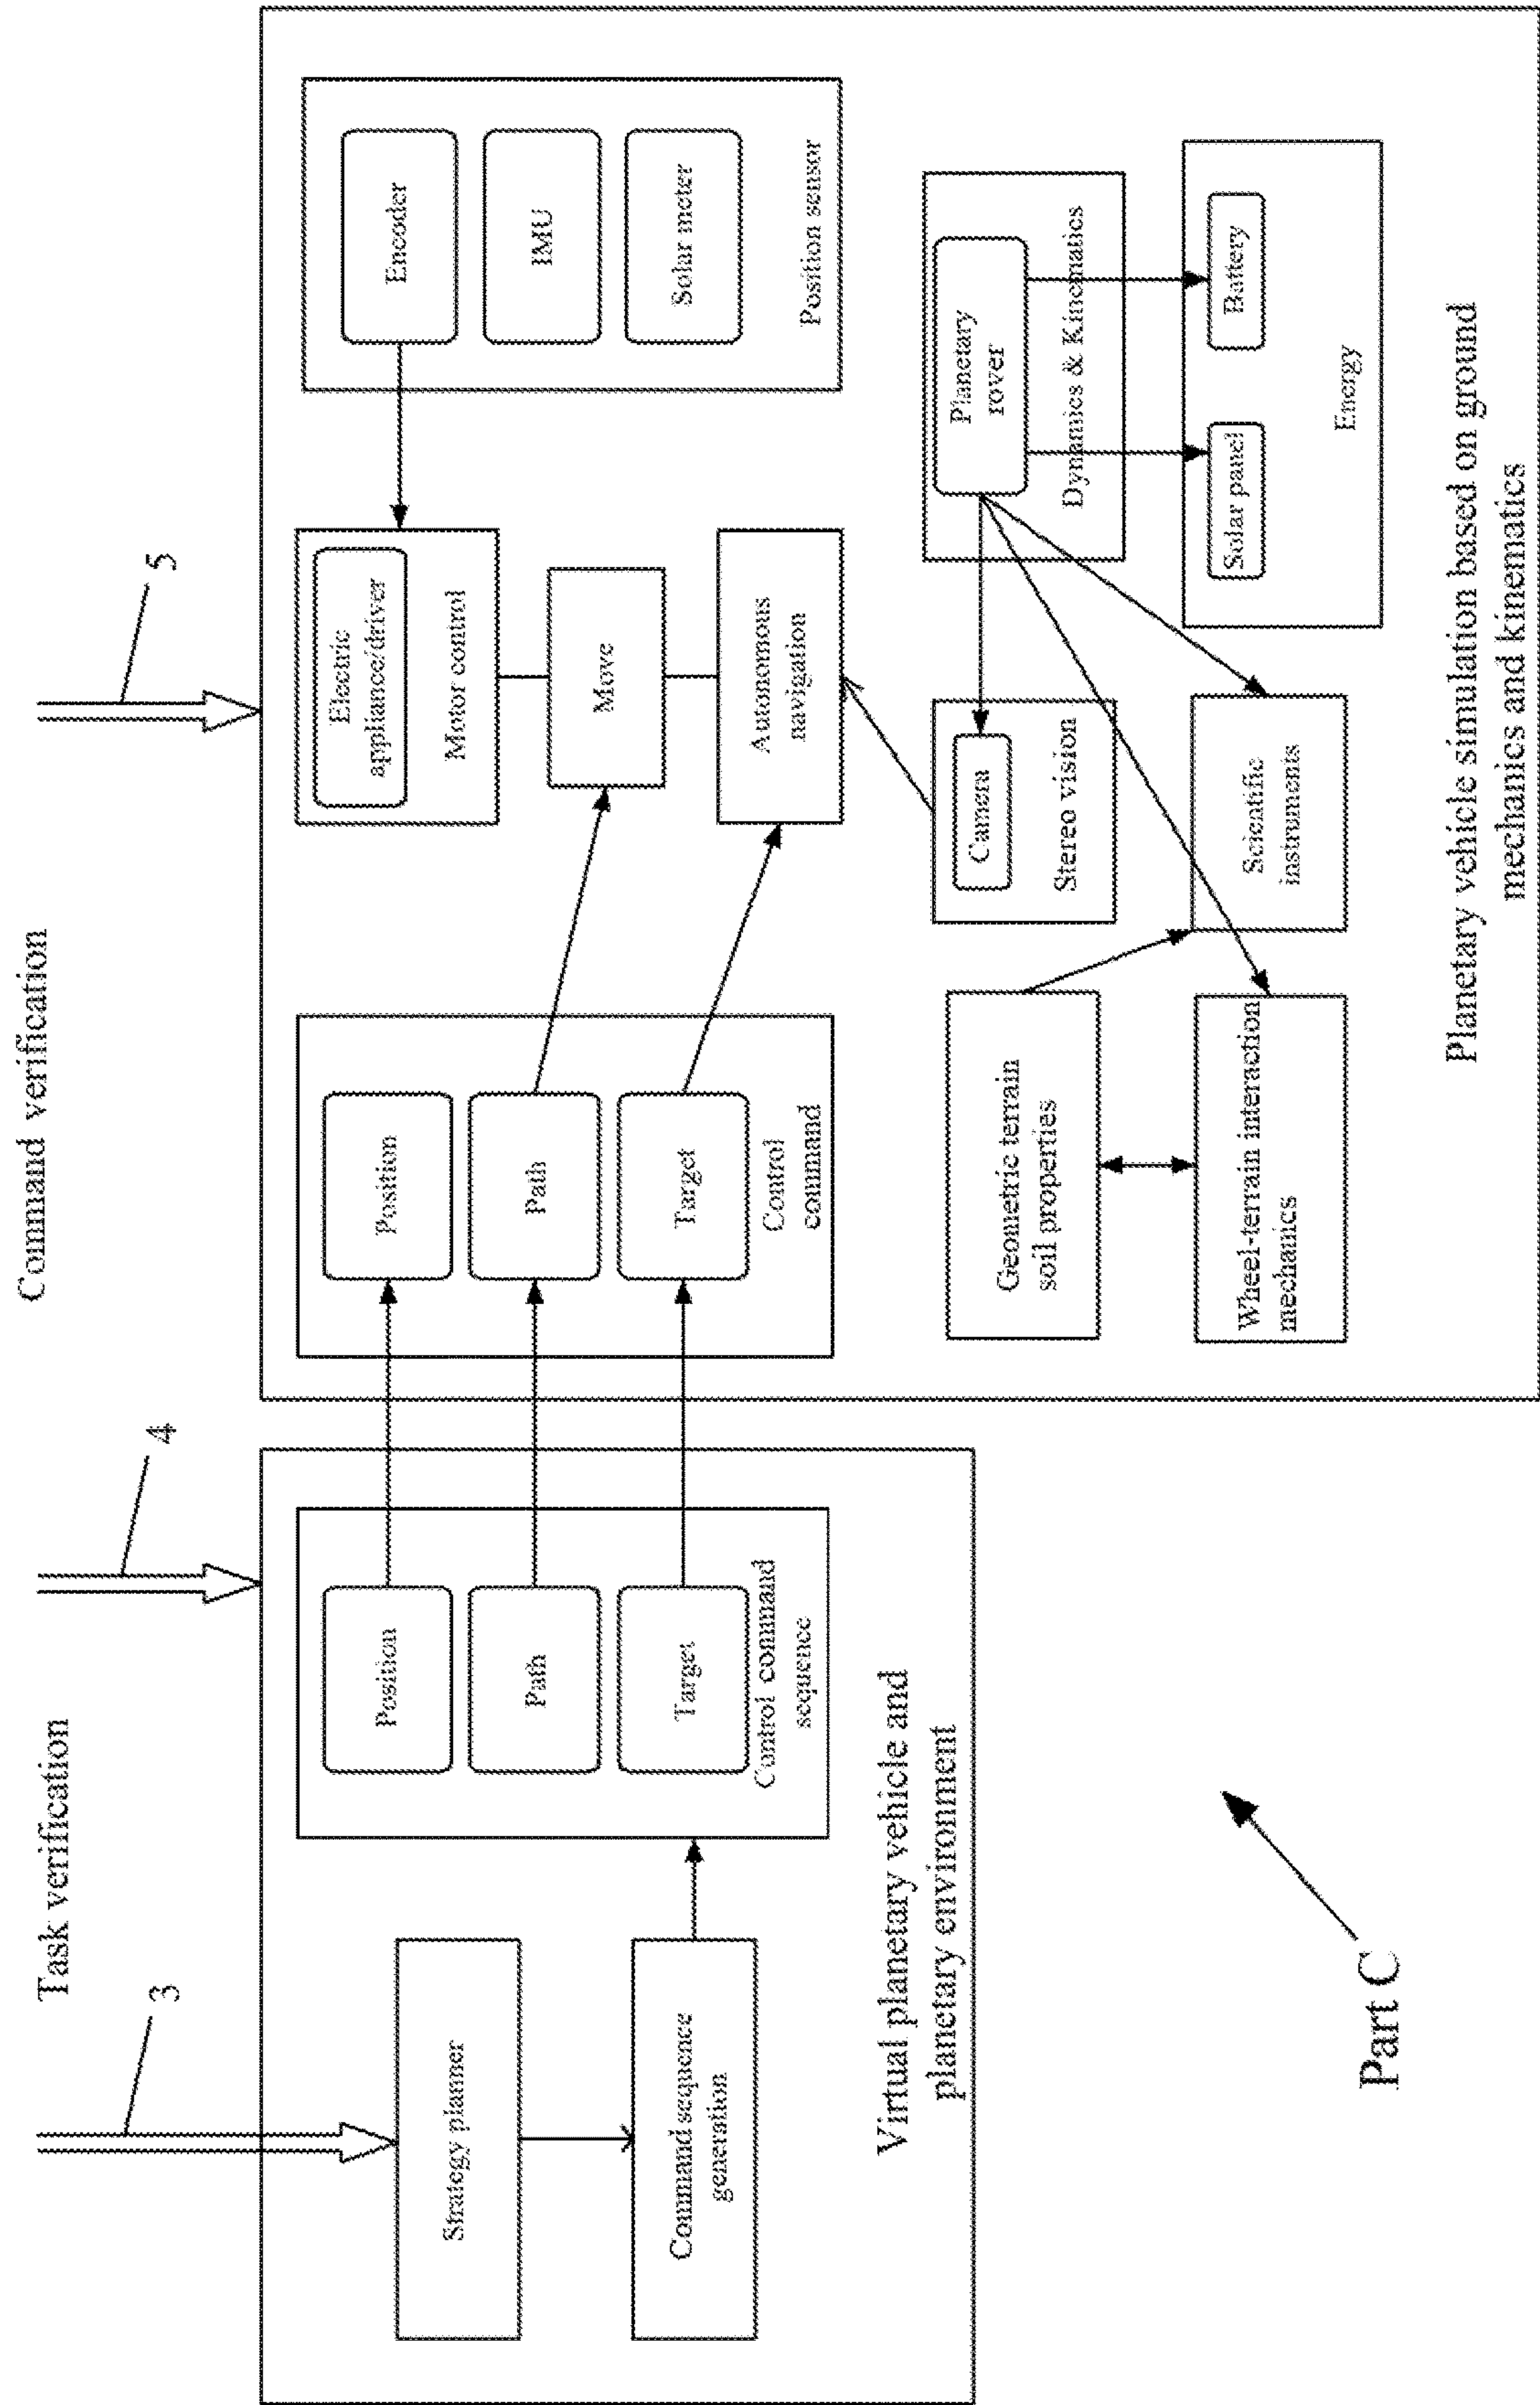 Task verification
Command verification
3
4
5
Strategy planner
Command sequence
generation
Position
Path
Target
Control command
sequence
Virtual planetary vehicle and
planetary environment
Position
Path
Target
Control
command
Electric
appliance/driver
Motor control
Move
Autonomous
navigation
Encoder
IMU
Solar meter
Position sensor
Geometric terrain
soil properties
Wheel-terrain interaction
mechanics
Camera
Stereo vision
Scientific
instruments
Planetary
rover
Dynamics & Kinematics
Solar panel
Battery
Energy
Planetary vehicle simulation based on ground
mechanics and kinematics
Part C